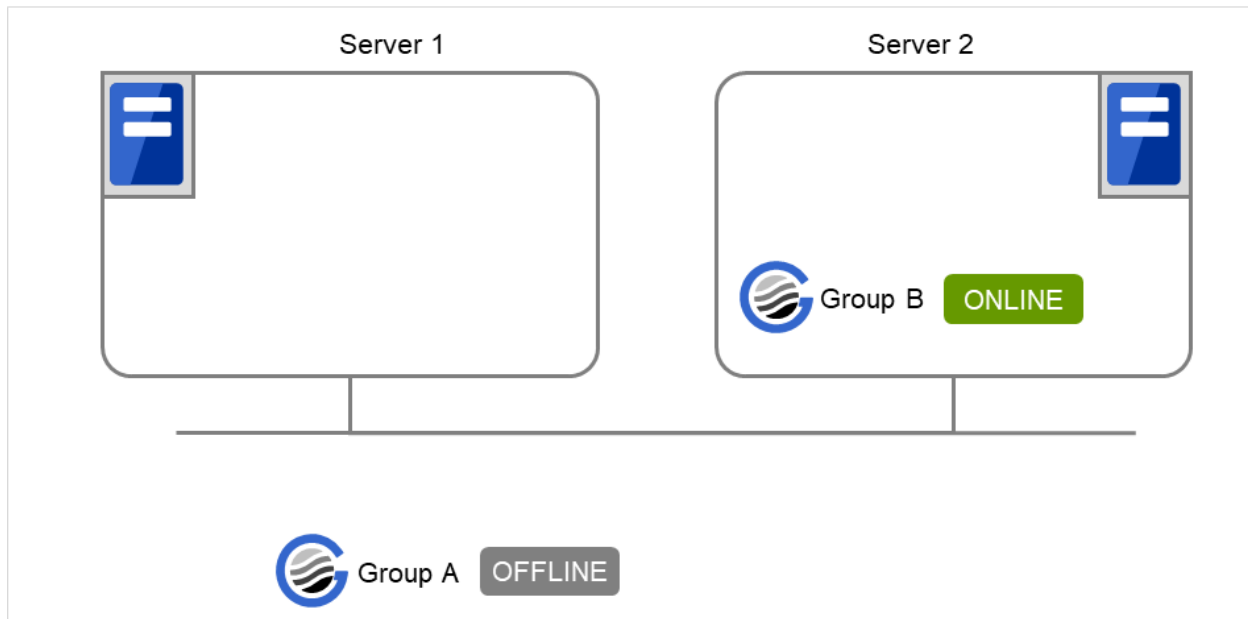 Server 1
Server 2
Group B
ONLINE
Group A
OFFLINE